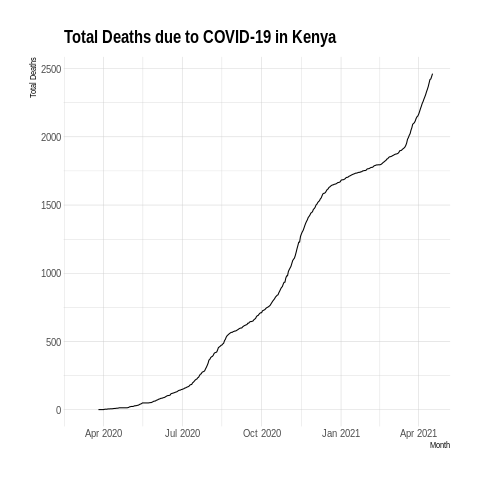 Total Deaths due to COVID-19 in Kenya
Total Deaths
2500
2000
1500
1000
500
0
Apr 2020 Jul 2020 Oct 2020 Jan 2021 Apr 2021
Month